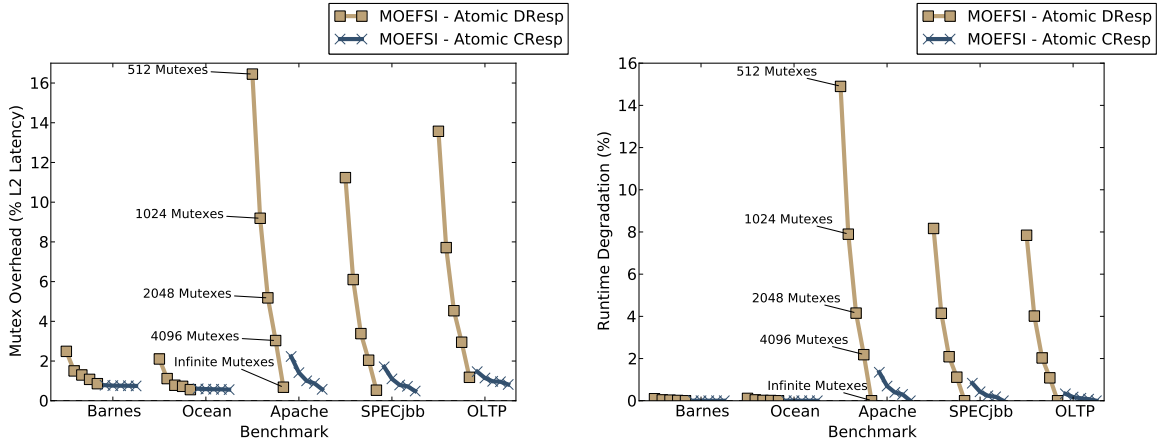 MOEFSI - Atomic DResp
MOEFSI - Atomic CResp
Mutex Overhead (% L2 Latency)
16
14
12
10
8
6
4
2
0
512 Mutexes
1024 Mutexes
2048 Mutexes
4096 Mutexes
Infinite Mutexes
Barnes Ocean Apache SPECjbb OLTP
Benchmark
MOEFSI - Atomic DResp
MOEFSI - Atomic CResp
Runtime Degradation (%)
16
14
12
10
8
6
4
2
0
512 Mutexes
1024 Mutexes
2048 Mutexes
4096 Mutexes
Infinite Mutexes
Barnes Ocean Apache SPECjbb OLTP
Benchmark